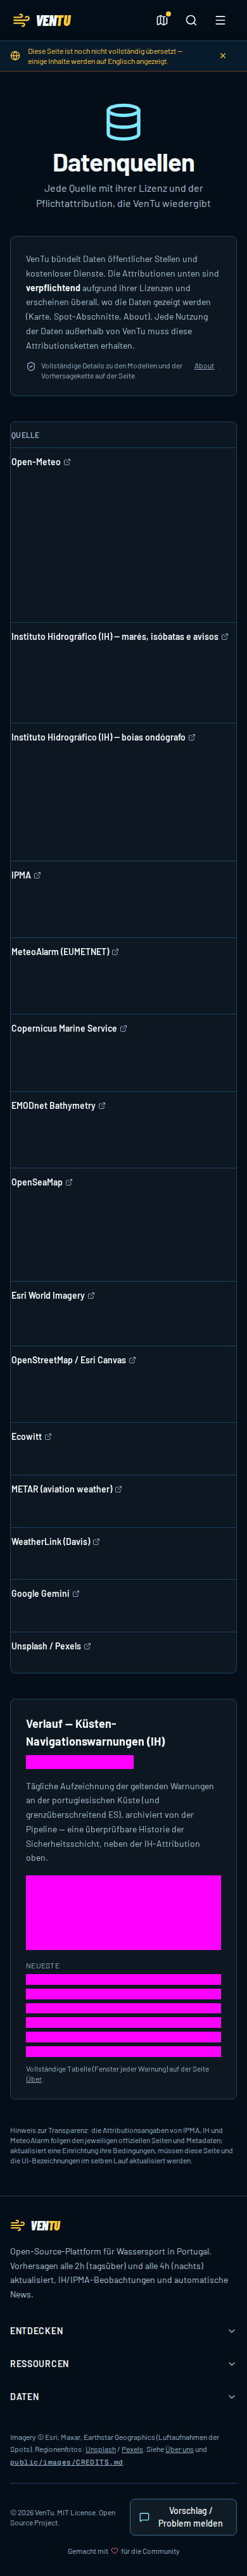 VENTU
Diese Seite ist noch nicht vollständig übersetzt —
einige Inhalte werden auf Englisch angezeigt.
Datenquellen
Jede Quelle mit ihrer Lizenz und der
Pflichtattribution, die VenTu wiedergibt
VenTu bündelt Daten öffentlicher Stellen und
kostenloser Dienste. Die Attributionen unten sind
verpflichtend aufgrund ihrer Lizenzen und
erscheinen überall, wo die Daten gezeigt werden
(Karte, Spot-Abschnitte, About). Jede Nutzung
der Daten außerhalb von VenTu muss diese
Attributionsketten erhalten.
Vollständige Details zu den Modellen und der
Vorhersagekette auf der Seite
About
QUELLE
Open-Meteo
Instituto Hidrográfico (IH) — marés, isóbatas e avisos
Instituto Hidrográfico (IH) — boias ondógrafo
IPMA
MeteoAlarm (EUMETNET)
Copernicus Marine Service
EMODnet Bathymetry
OpenSeaMap
Esri World Imagery
OpenStreetMap / Esri Canvas
Ecowitt
METAR (aviation weather)
WeatherLink (Davis)
Google Gemini
Unsplash / Pexels
Verlauf — Küsten-
Navigationswarnungen (IH)
Tägliche Aufzeichnung der geltenden Warnungen
an der portugiesischen Küste (und
grenzüberschreitend ES), archiviert von der
Pipeline — eine überprüfbare Historie der
Sicherheitsschicht, neben der IH-Attribution
oben.
NEUESTE
Vollständige Tabelle (Fenster jeder Warnung) auf der Seite
Über.
Hinweis zur Transparenz: die Attributionsangaben von IPMA, IH und
MeteoAlarm folgen den jeweiligen offiziellen Seiten und Metadaten;
aktualisiert eine Einrichtung ihre Bedingungen, müssen diese Seite und
die UI-Bezeichnungen im selben Lauf aktualisiert werden.
VENTU
Open-Source-Plattform für Wassersport in Portugal.
Vorhersagen alle 2h (tagsüber) und alle 4h (nachts)
aktualisiert, IH/IPMA-Beobachtungen und automatische
News.
ENTDECKEN
RESSOURCEN
DATEN
Imagery © Esri, Maxar, Earthstar Geographics (Luftaufnahmen der
Spots). Regionenfotos: Unsplash / Pexels. Siehe Über uns und
public/images/CREDITS.md.
© 2026 VenTu. MIT License. Open
Source Project.
Vorschlag /
Problem melden
Gemacht mit für die Community